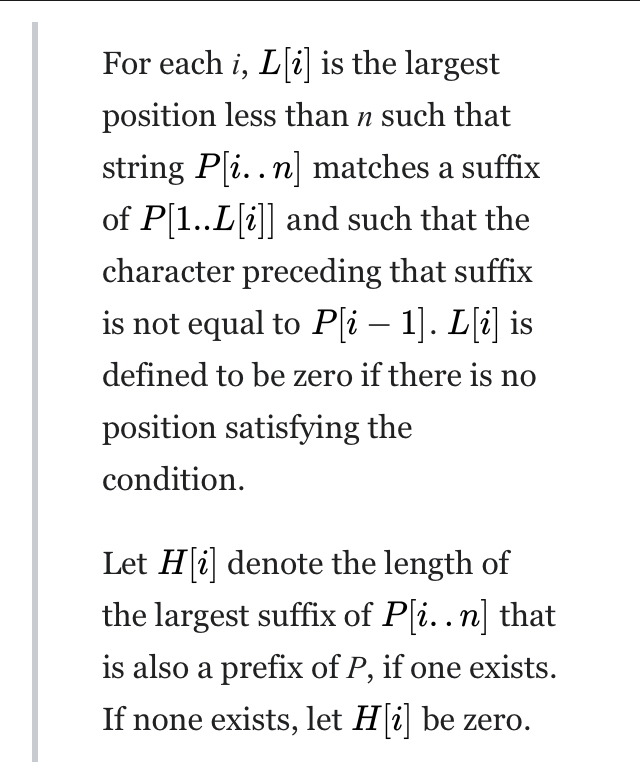 For each i, L[i] is the largest
position less than n such that
string P[i. . n] matches a suffix
of P[1..L[i]] and such that the
character preceding that suffix
is not equal to P[i − 1]. L[i] is
defined to be zero if there is no
position satisfying the
condition.
Let H[i] denote the length of
the largest suffix of P[i. . n] that
is also a prefix of P, if one exists.
If none exists, let H[i] be zero.